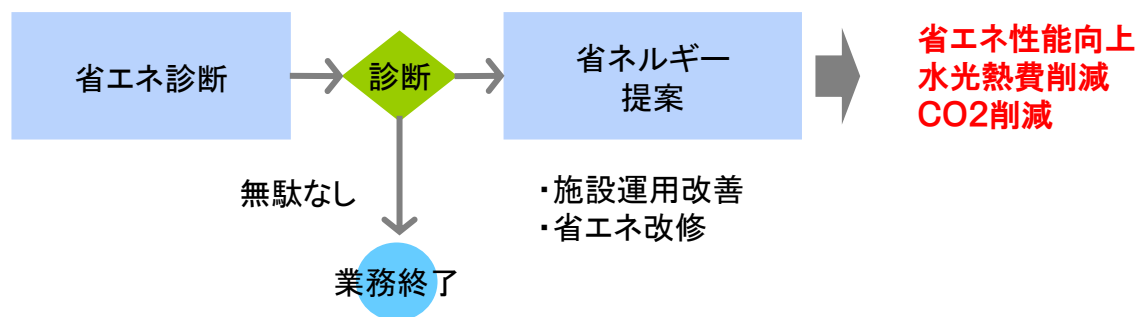 省エネ診断
診断
省ネルギー
提案
省エネ性能向上
水光熱費削減
CO2削減
無駄なし
・施設運用改善
・省エネ改修
業務終了